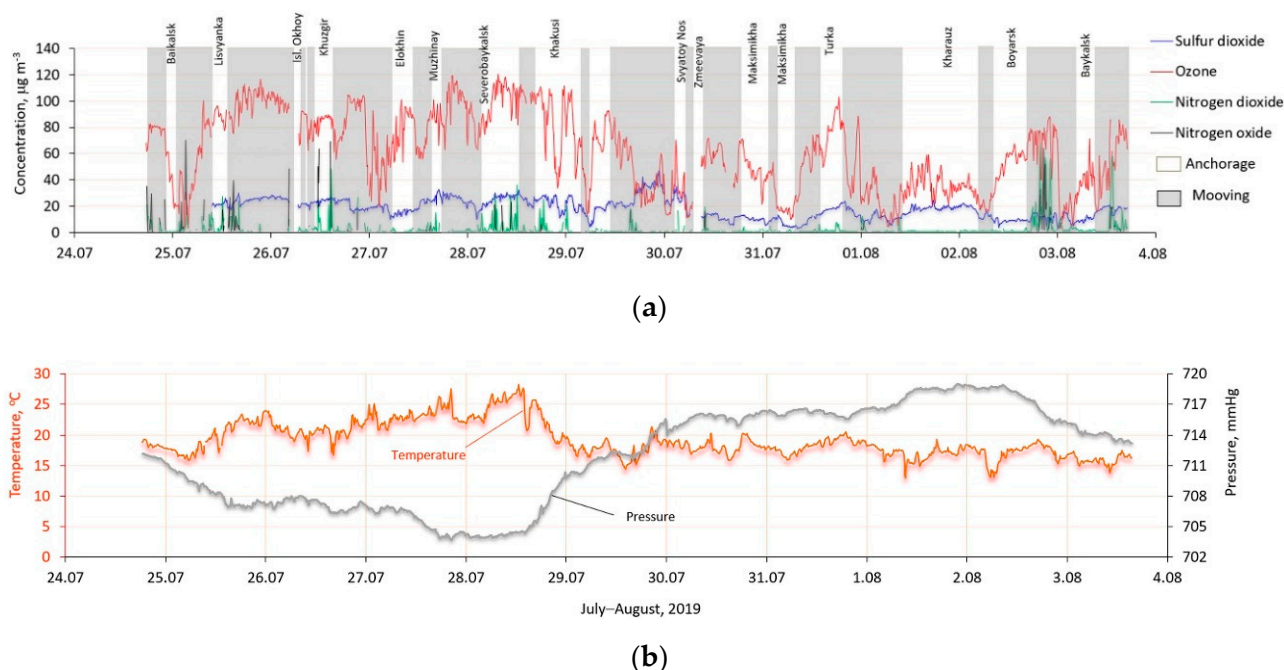 (a)
Concentration, µg m⁻³
140
120
100
80
60
40
20
0
Baikalsk
Lisvyanka
Isl. Okhoy
Khuzgir
Elokhin
Muzhinay
Severobaykalsk
Khakusi
Svyatoy Nos
Zmeevaya
Maksimikha
Maksimikha
Turka
Kharauz
Boyarsk
Baykalsk
Sulfur dioxide
Ozone
Nitrogen dioxide
Nitrogen oxide
Anchorage
Mooving
24.07 25.07 26.07 27.07 28.07 29.07 30.07 31.07 01.08 02.08 03.08 4.08
(a)
Temperature, ºC
30
25
20
15
10
5
0
Temperature
Pressure
720
717
714
711
708
705
702
Pressure, mmHg
24.07 25.07 26.07 27.07 28.07 29.07 30.07 31.07 1.08 2.08 3.08 4.08
July–August, 2019
(b)